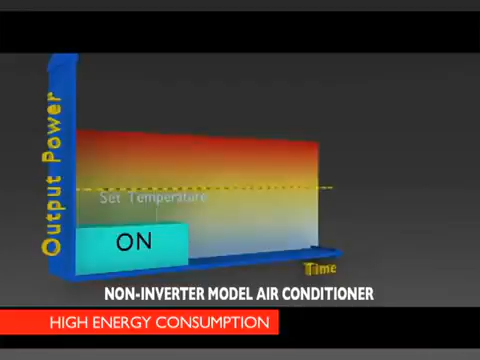 Output Power
Set Temperature
ON
Time
NON-INVERTER MODEL AIR CONDITIONER
HIGH ENERGY CONSUMPTION